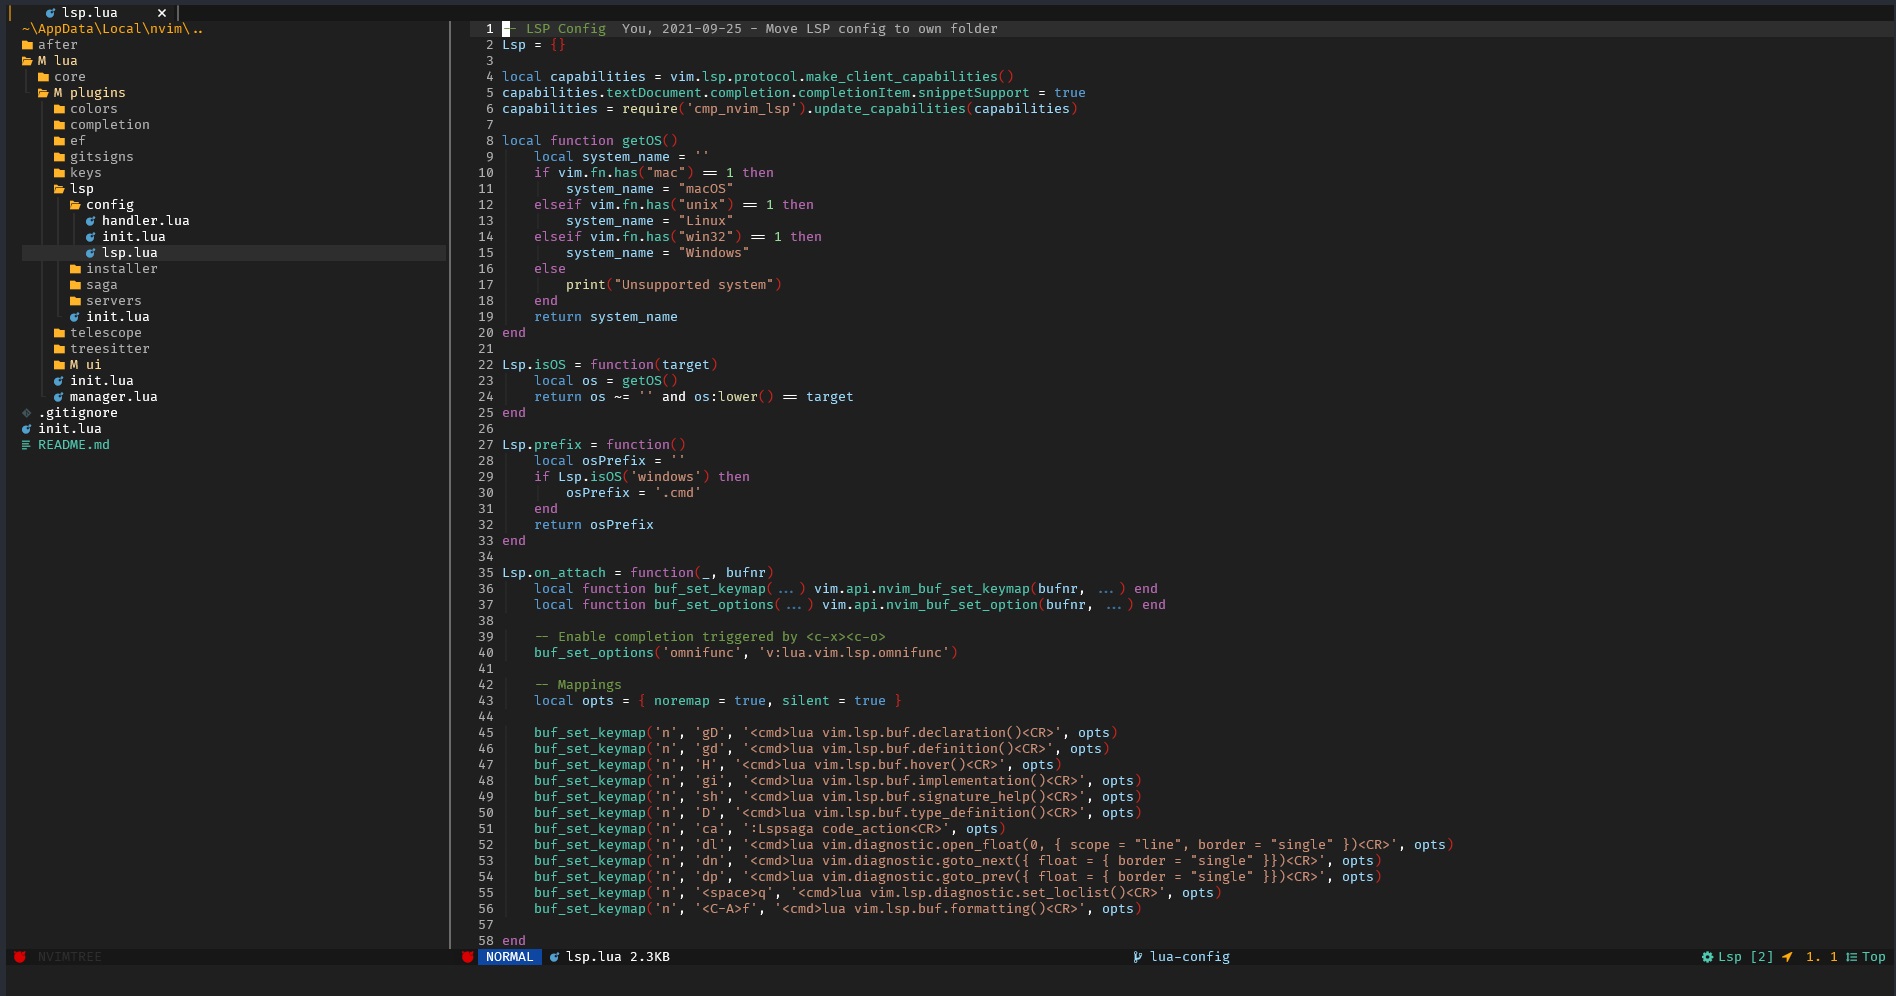 lsp.lua ×
~\AppData\Local\nvim\..
after
M lua
core
M plugins
colors
completion
ef
gitsigns
keys
lsp
config
handler.lua
init.lua
lsp.lua
installer
saga
servers
init.lua
telescope
treesitter
M ui
init.lua
manager.lua
.gitignore
init.lua
README.md
1 -- LSP Config  You, 2021-09-25 - Move LSP config to own folder
2 Lsp = {}
3
4 local capabilities = vim.lsp.protocol.make_client_capabilities()
5 capabilities.textDocument.completion.completionItem.snippetSupport = true
6 capabilities = require('cmp_nvim_lsp').update_capabilities(capabilities)
7
8 local function getOS()
9     local system_name = ''
10     if vim.fn.has("mac") == 1 then
11         system_name = "macOS"
12     elseif vim.fn.has("unix") == 1 then
13         system_name = "Linux"
14     elseif vim.fn.has("win32") == 1 then
15         system_name = "Windows"
16     else
17         print("Unsupported system")
18     end
19     return system_name
20 end
21
22 Lsp.isOS = function(target)
23     local os = getOS()
24     return os ~= '' and os:lower() == target
25 end
26
27 Lsp.prefix = function()
28     local osPrefix = ''
29     if Lsp.isOS('windows') then
30         osPrefix = '.cmd'
31     end
32     return osPrefix
33 end
34
35 Lsp.on_attach = function(_, bufnr)
36     local function buf_set_keymap(...) vim.api.nvim_buf_set_keymap(bufnr, ...) end
37     local function buf_set_options(...) vim.api.nvim_buf_set_option(bufnr, ...) end
38
39     -- Enable completion triggered by <c-x><c-o>
40     buf_set_options('omnifunc', 'v:lua.vim.lsp.omnifunc')
41
42     -- Mappings
43     local opts = { noremap = true, silent = true }
44
45     buf_set_keymap('n', 'gD', '<cmd>lua vim.lsp.buf.declaration()<CR>', opts)
46     buf_set_keymap('n', 'gd', '<cmd>lua vim.lsp.buf.definition()<CR>', opts)
47     buf_set_keymap('n', 'H', '<cmd>lua vim.lsp.buf.hover()<CR>', opts)
48     buf_set_keymap('n', 'gi', '<cmd>lua vim.lsp.buf.implementation()<CR>', opts)
49     buf_set_keymap('n', 'sh', '<cmd>lua vim.lsp.buf.signature_help()<CR>', opts)
50     buf_set_keymap('n', 'D', '<cmd>lua vim.lsp.buf.type_definition()<CR>', opts)
51     buf_set_keymap('n', 'ca', ':Lspsaga code_action<CR>', opts)
52     buf_set_keymap('n', 'dl', '<cmd>lua vim.diagnostic.open_float(0, { scope = "line", border = "single" })<CR>', opts)
53     buf_set_keymap('n', 'dn', '<cmd>lua vim.diagnostic.goto_next({ float = { border = "single" }})<CR>', opts)
54     buf_set_keymap('n', 'dp', '<cmd>lua vim.diagnostic.goto_prev({ float = { border = "single" }})<CR>', opts)
55     buf_set_keymap('n', '<space>q', '<cmd>lua vim.lsp.diagnostic.set_loclist()<CR>', opts)
56     buf_set_keymap('n', '<C-A>f', '<cmd>lua vim.lsp.buf.formatting()<CR>', opts)
57
58 end
NVIMTREE
NORMAL lsp.lua 2.3KB lua-config Lsp [2] 1. 1 Top